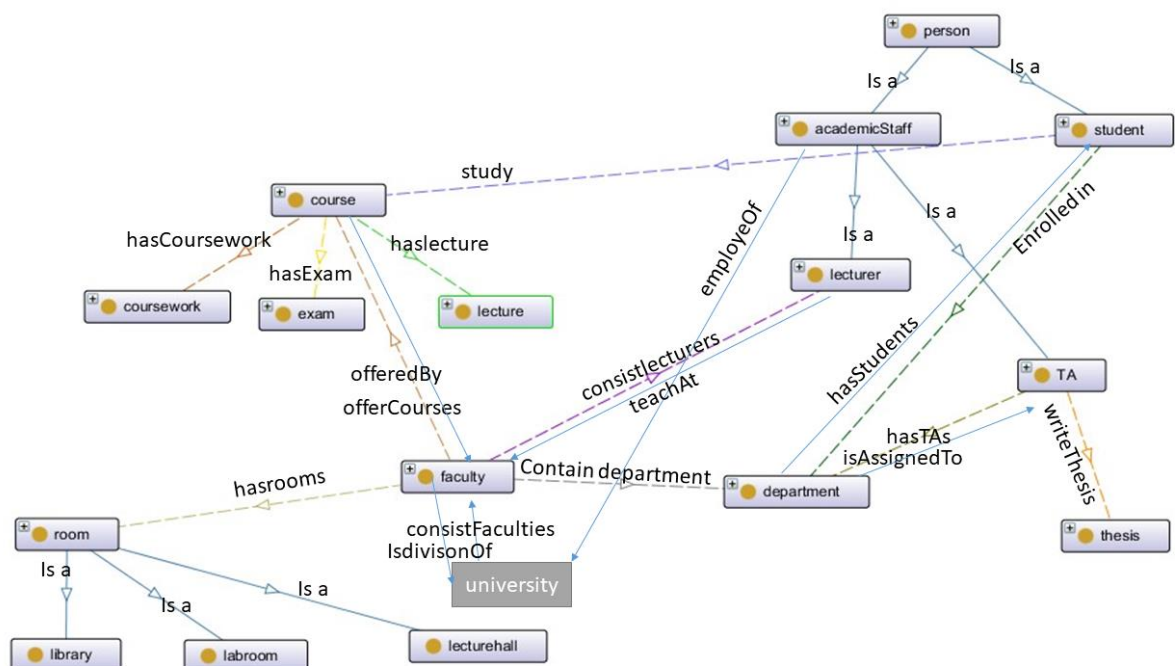 person
Is a
Is a
academicStaff
student
study
course
Is a
Enrolled in
employeOf
hasCoursework
haslecture
Is a
hasExam
lecturer
coursework
exam
lecture
consistlecturers
hasStudents
offeredBy
teachAt
TA
offerCourses
writeThesis
hasTAs
isAssignedTo
faculty
Contain department
department
hasrooms
room
consistFaculties
thesis
IsdivisonOf
Is a
university
Is a
Is a
library
labroom
lecturehall